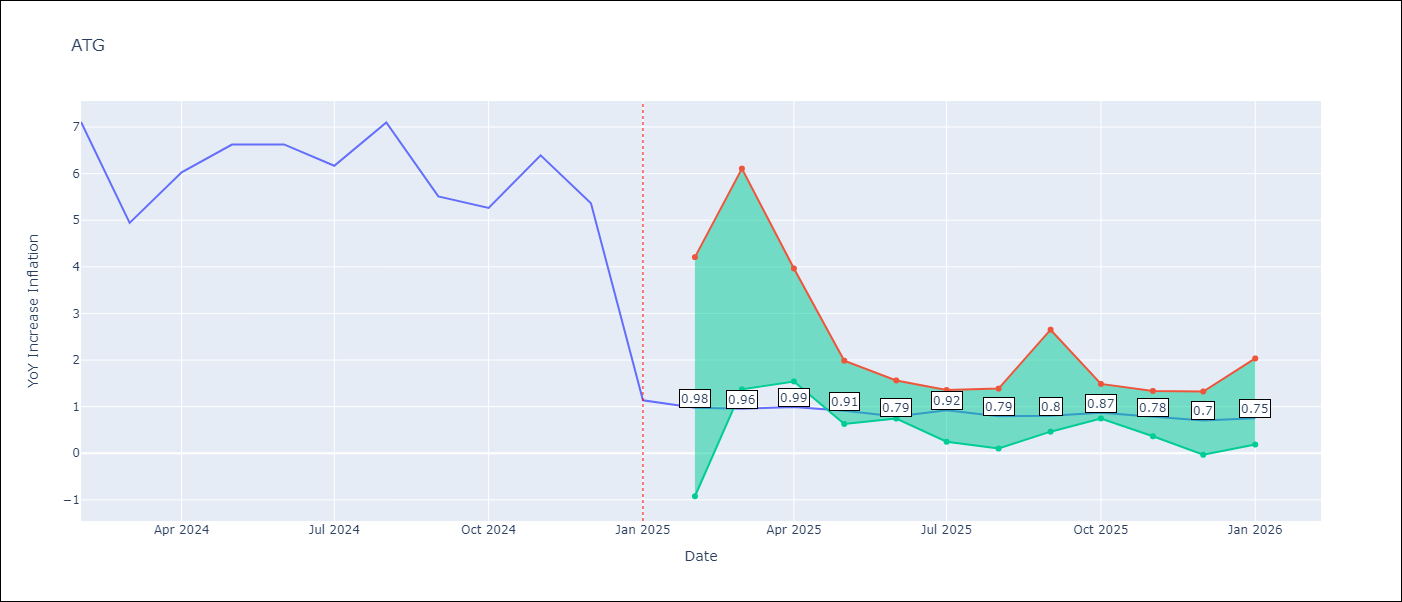 ATG
YoY Increase Inflation
7
6
5
4
3
2
1
0
−1
0.98
0.96
0.99
0.91
0.79
0.92
0.79
0.8
0.87
0.78
0.7
0.75
Apr 2024
Jul 2024
Oct 2024
Jan 2025
Apr 2025
Jul 2025
Oct 2025
Jan 2026
Date